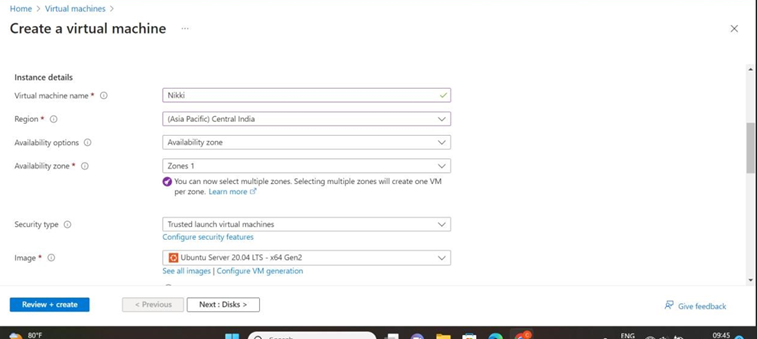 Home > Virtual machines >
Create a virtual machine ...
Instance details
Virtual machine name * Nikki
Region * (Asia Pacific) Central India
Availability options Availability zone
Availability zone * Zones 1
You can now select multiple zones. Selecting multiple zones will create one VM
per zone. Learn more
Security type Trusted launch virtual machines
Configure security features
Image * Ubuntu Server 20.04 LTS - x64 Gen2
See all images | Configure VM generation
Review + create < Previous Next : Disks > Give feedback
80°F Search ENG 09:45